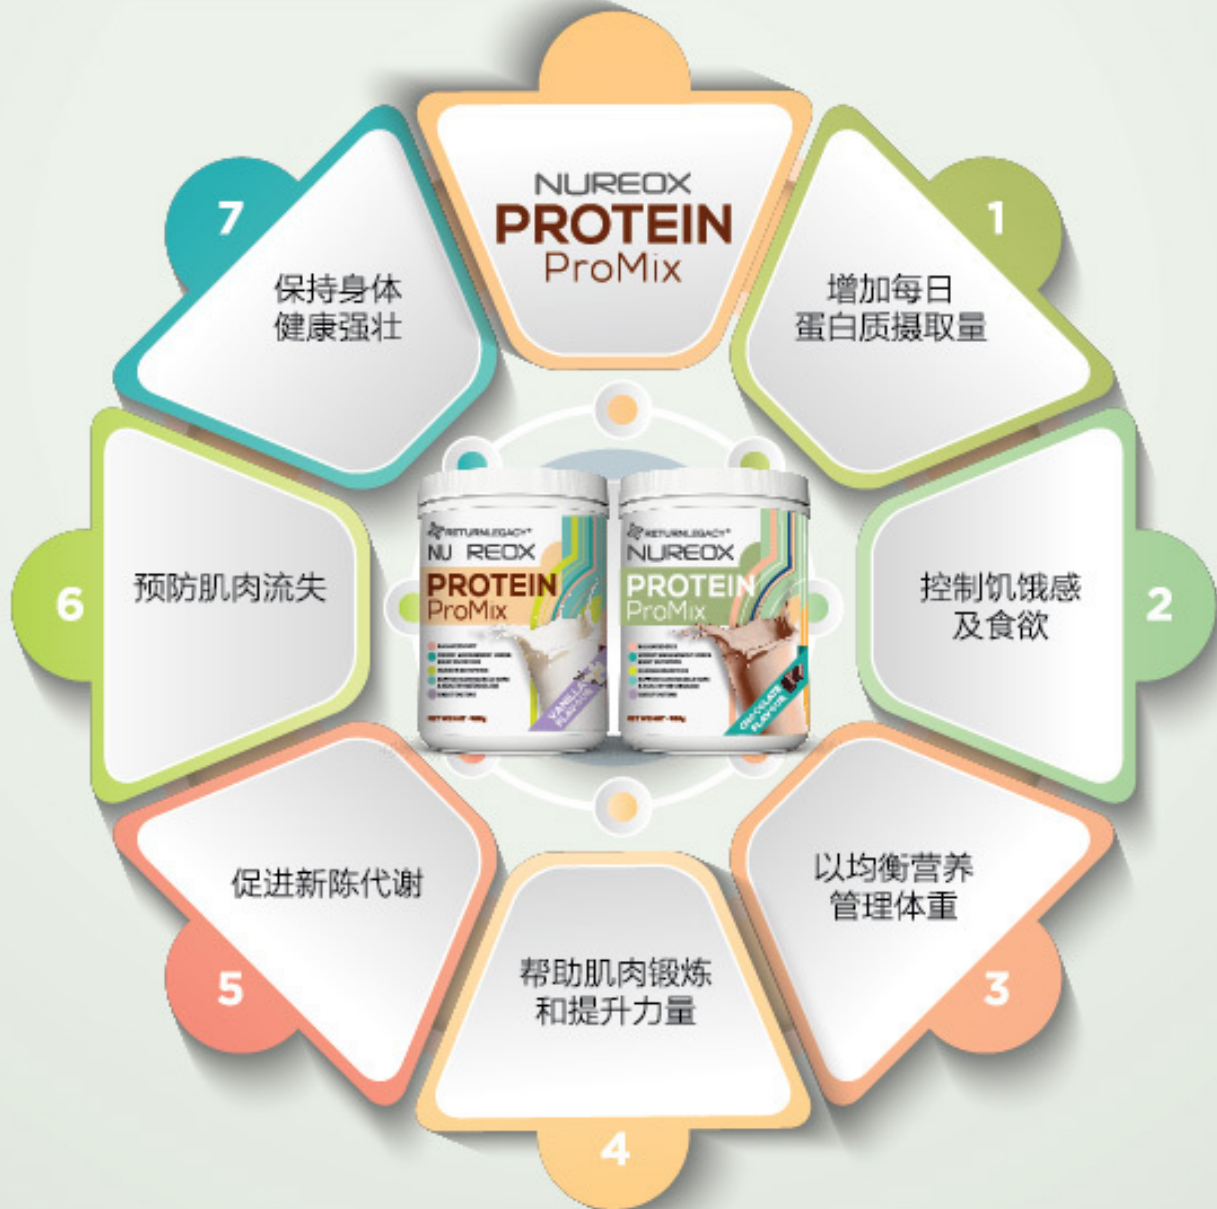 NUREOX
PROTEIN
ProMix
1
增加每日
蛋白质摄取量
2
控制饥饿感
及食欲
3
以均衡营养
管理体重
4
帮助肌肉锻炼
和提升力量
5
促进新陈代谢
6
预防肌肉流失
7
保持身体
健康强壮
RETURNLEGACY
NU REOX
PROTEIN
ProMix
VANILLA
FLAVOUR
RETURNLEGACY
NUREOX
PROTEIN
ProMix
CHOCOLATE
FLAVOUR